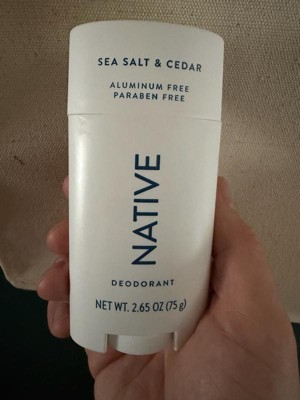 SEA SALT & CEDAR
ALUMINUM FREE
PARABEN FREE
NATIVE
DEODORANT
NET WT. 2.65 OZ (75 g)